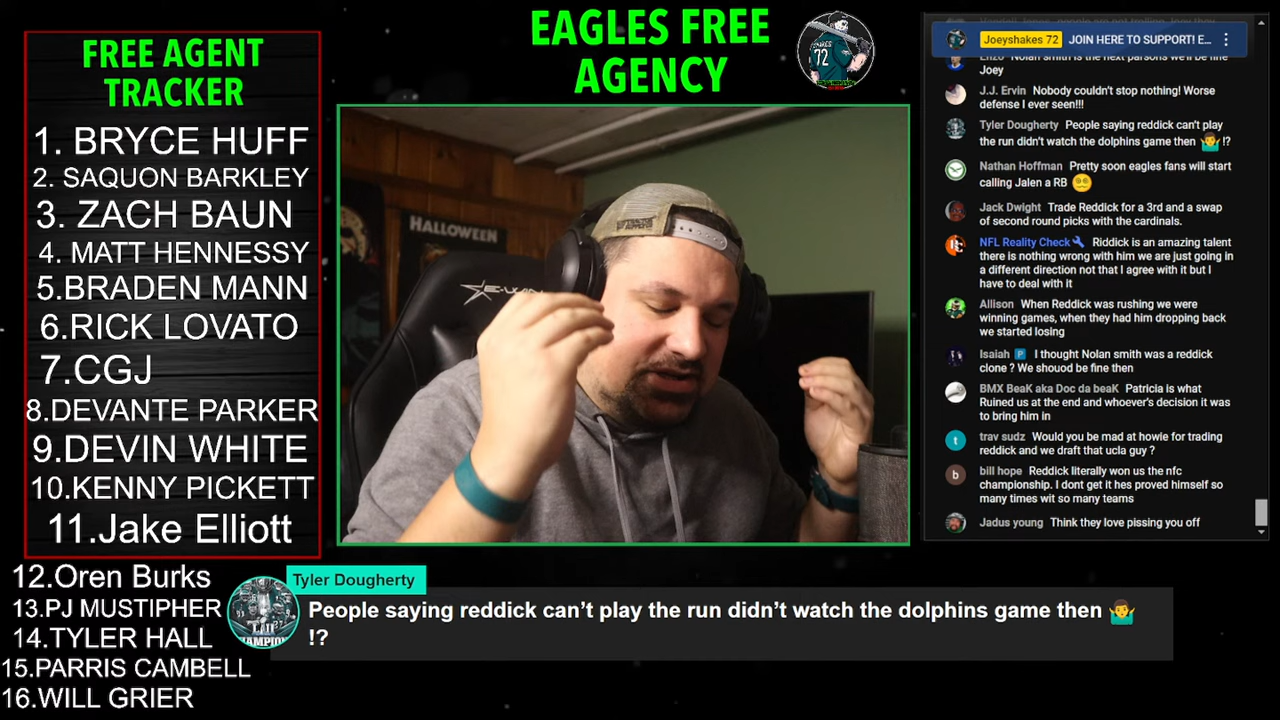 FREE AGENT
TRACKER
1. BRYCE HUFF
2. SAQUON BARKLEY
3. ZACH BAUN
4. MATT HENNESSY
5.BRADEN MANN
6.RICK LOVATO
7.CGJ
8.DEVANTE PARKER
9.DEVIN WHITE
10.KENNY PICKETT
11.Jake Elliott
12.Oren Burks
13.PJ MUSTIPHER
14.TYLER HALL
15.PARRIS CAMBELL
16.WILL GRIER
EAGLES FREE
AGENCY
72
HALLOWEEN
Tyler Dougherty
People saying reddick can't play the run didn't watch the dolphins game then 🤷‍♂️
!?
Joeyshakes 72 JOIN HERE TO SUPPORT! E...
Enzo Nolan smith is the next parsons we'll be fine
Joey
J.J. Ervin Nobody couldn't stop nothing! Worse
defense I ever seen!!!
Tyler Dougherty People saying reddick can't play
the run didn't watch the dolphins game then 🤷‍♂️ !?
Nathan Hoffman Pretty soon eagles fans will start
calling Jalen a RB 😵‍💫
Jack Dwight Trade Reddick for a 3rd and a swap
of second round picks with the cardinals.
NFL Reality Check Riddick is an amazing talent
there is nothing wrong with him we are just going in
a different direction not that I agree with it but I
have to deal with it
Allison When Reddick was rushing we were
winning games, when they had him dropping back
we started losing
Isaiah P I thought Nolan smith was a reddick
clone ? We shouod be fine then
BMX BeaK aka Doc da beaK Patricia is what
Ruined us at the end and whoever's decision it was
to bring him in
t
trav sudz Would you be mad at howie for trading
reddick and we draft that ucla guy ?
b
bill hope Reddick literally won us the nfc
championship. I dont get it hes proved himself so
many times wit so many teams
Jadus young Think they love pissing you off